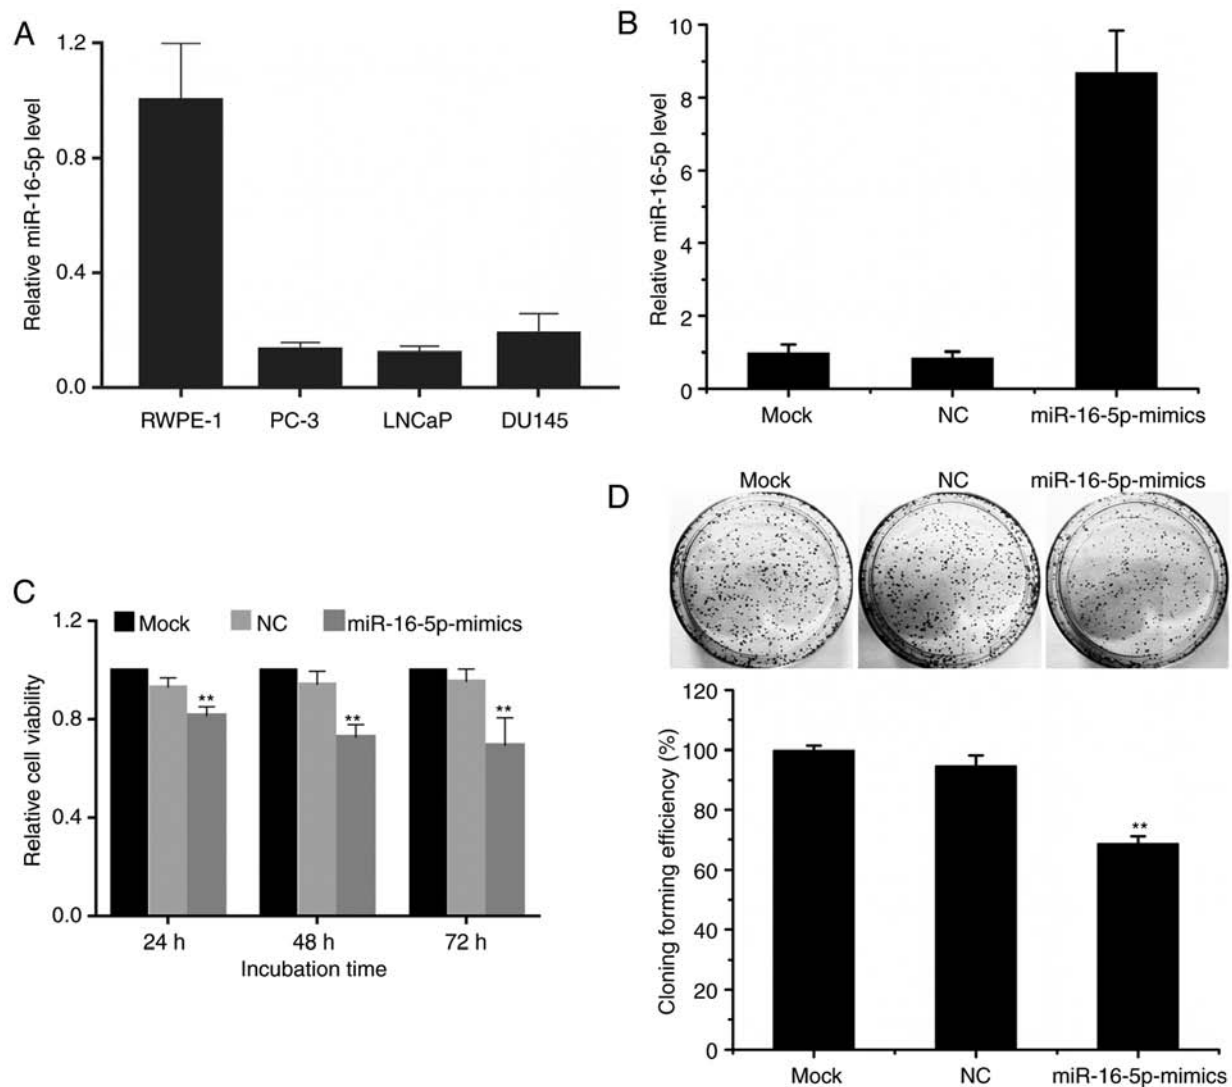 A
Relative miR-16-5p level
1.2
0.8
0.4
0.0
RWPE-1 PC-3 LNCaP DU145
B
Relative miR-16-5p level
10
8
6
4
2
0
Mock NC miR-16-5p-mimics
C
Mock NC miR-16-5p-mimics
Relative cell viability
1.2
0.8
0.4
0.0
** ** **
24 h 48 h 72 h
Incubation time
D
Mock NC miR-16-5p-mimics
Cloning forming efficiency (%)
120
100
80
60
40
20
0
**
Mock NC miR-16-5p-mimics